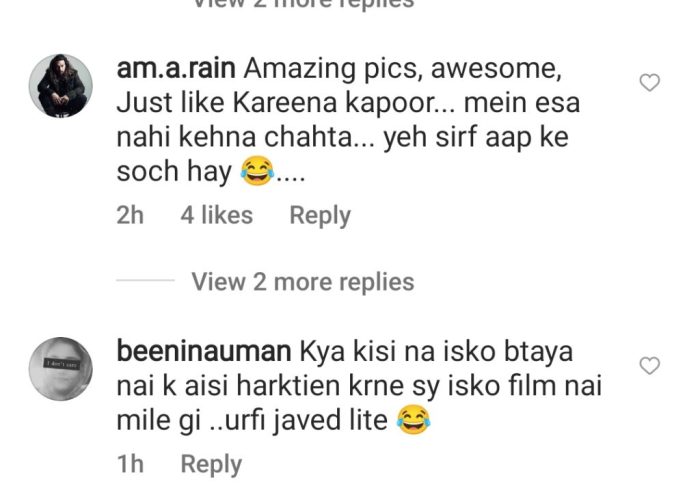 View 2 more replies
am.a.rain Amazing pics, awesome,
Just like Kareena kapoor... mein esa
nahi kehna chahta... yeh sirf aap ke
soch hay 😂....
2h 4 likes Reply
View 2 more replies
I don't care
beeninauman Kya kisi na isko btaya
nai k aisi harktien krne sy isko film nai
mile gi ..urfi javed lite 😂
1h Reply